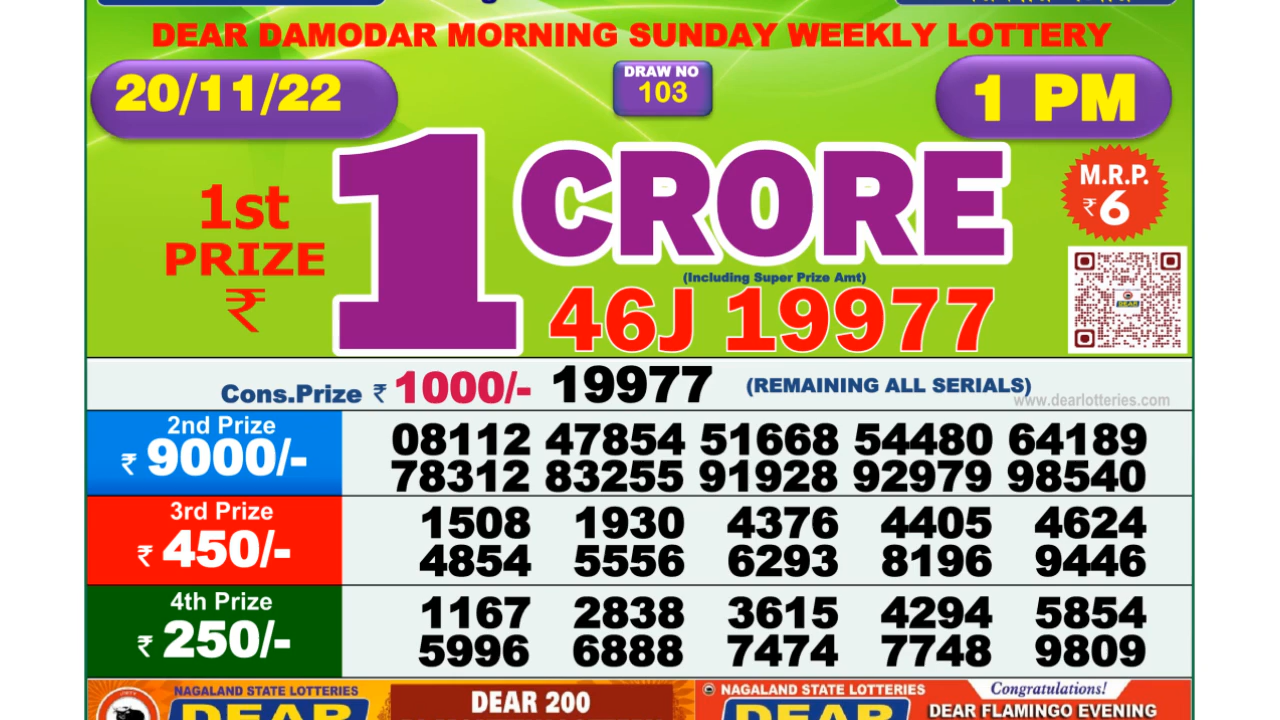 DEAR DAMODAR MORNING SUNDAY WEEKLY LOTTERY
20/11/22
DRAW NO
103
1 PM
1st
PRIZE
₹
1 CRORE
(Including Super Prize Amt)
46J 19977
M.R.P.
₹6
DEAR
Cons.Prize ₹ 1000/- 19977 (REMAINING ALL SERIALS)
www.dearlotteries.com
2nd Prize
₹ 9000/-
08112 47854 51668 54480 64189
78312 83255 91928 92979 98540
3rd Prize
₹ 450/-
1508 1930 4376 4405 4624
4854 5556 6293 8196 9446
4th Prize
₹ 250/-
1167 2838 3615 4294 5854
5996 6888 7474 7748 9809
NAGALAND STATE LOTTERIES
DEAR
DEAR 200
NAGALAND STATE LOTTERIES
DEAR
Congratulations!
DEAR FLAMINGO EVENING